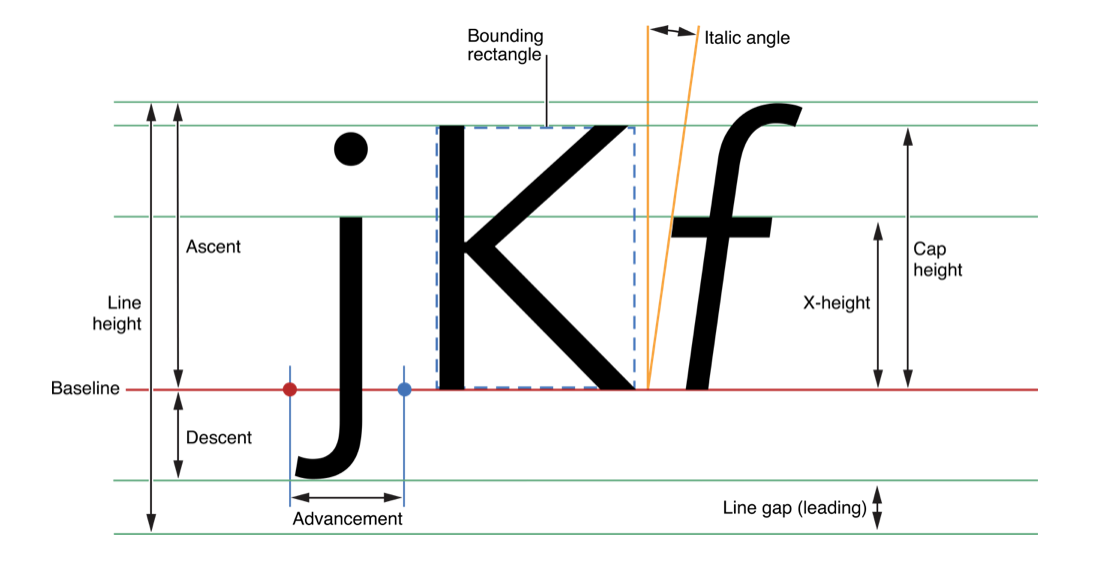 Bounding
rectangle
Italic angle
jKf
Ascent
Cap
height
Line
height
X-height
Baseline
Descent
Line gap (leading)
Advancement